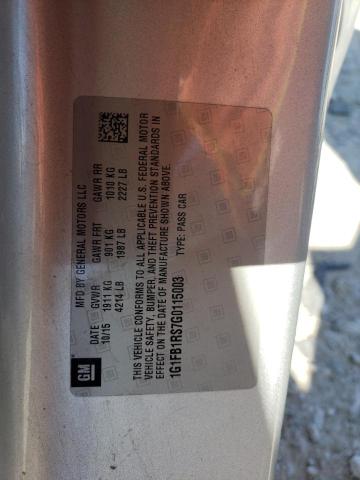 MFD BY GENERAL MOTORS LLC
DATE GVWR GAWR FRT GAWR RR
10/15 1911 KG 901 KG 1010 KG
4214 LB 1987 LB 2227 LB
THIS VEHICLE CONFORMS TO ALL APPLICABLE U.S. FEDERAL MOTOR
VEHICLE SAFETY, BUMPER, AND THEFT PREVENTION STANDARDS IN
EFFECT ON THE DATE OF MANUFACTURE SHOWN ABOVE.
1G1FB1RS7G0115003 TYPE: PASS CAR
GM